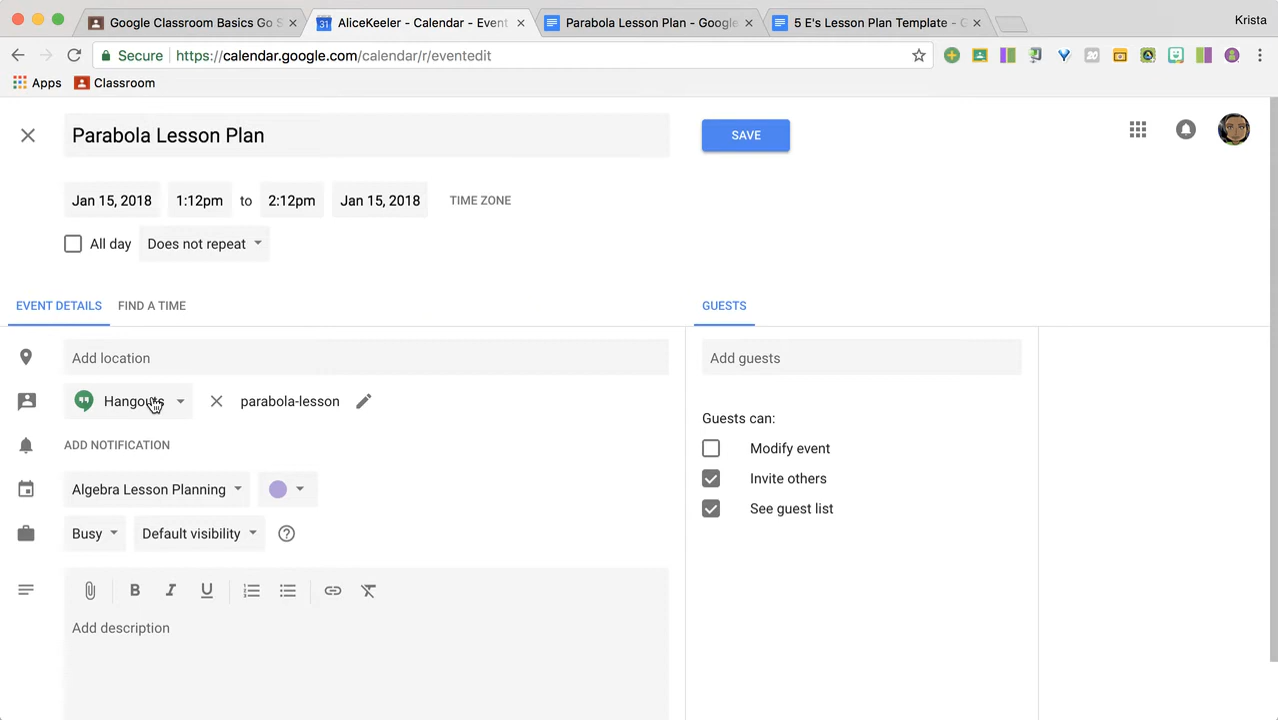 Google Classroom Basics Go S
31 AliceKeeler - Calendar - Event
Parabola Lesson Plan - Google
5 E's Lesson Plan Template - G
Krista
Secure https://calendar.google.com/calendar/r/eventedit
20
Apps Classroom
Parabola Lesson Plan
SAVE
Jan 15, 2018 1:12pm to 2:12pm Jan 15, 2018 TIME ZONE
All day Does not repeat
EVENT DETAILS FIND A TIME
GUESTS
Add location
Add guests
Hangouts parabola-lesson
Guests can:
ADD NOTIFICATION
Modify event
Algebra Lesson Planning
Invite others
See guest list
Busy Default visibility ?
B I U
Add description